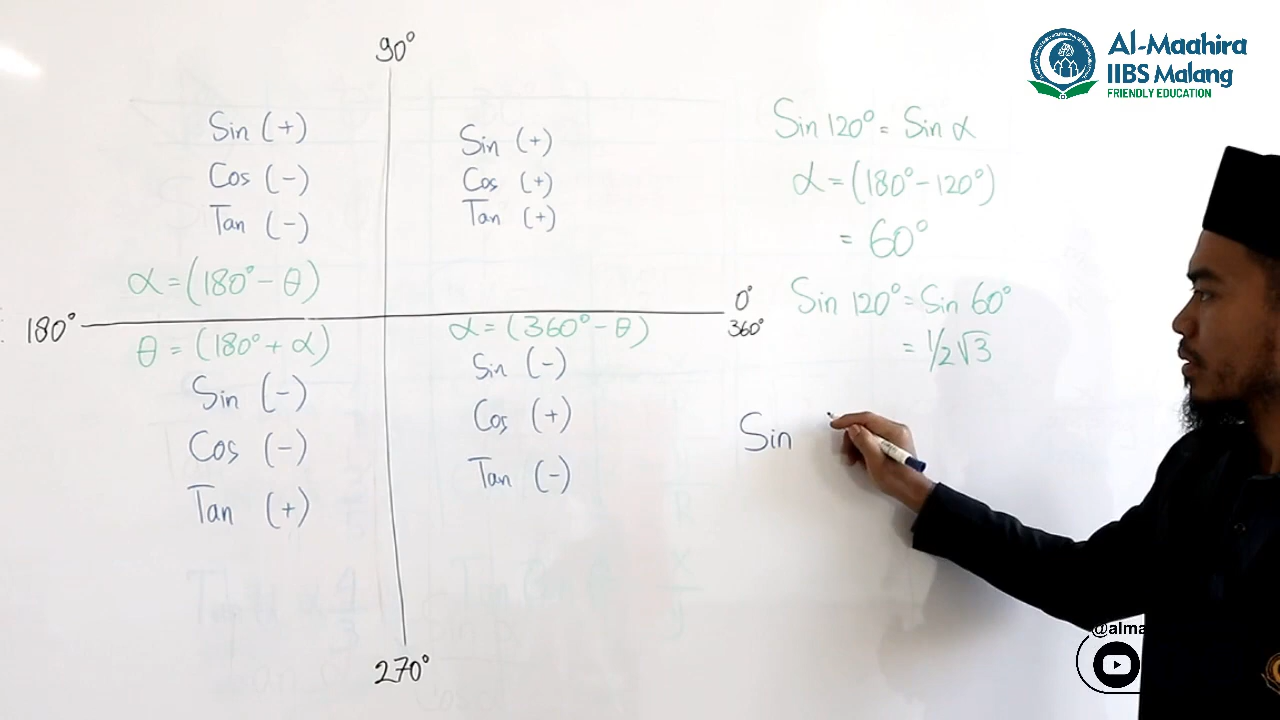 90°
Sin (+)
Cos (-)
Tan (-)
α = (180° - θ)
Sin (+)
Cos (+)
Tan (+)
180°
0°
360°
θ = (180° + α)
Sin (-)
Cos (-)
Tan (+)
α = (360° - θ)
Sin (-)
Cos (+)
Tan (-)
270°
Al-Maahira
IIBS Malang
FRIENDLY EDUCATION
Sin 120° = Sin α
α = (180° - 120°)
= 60°
Sin 120° = Sin 60°
= 1/2√3
Sin
@alma